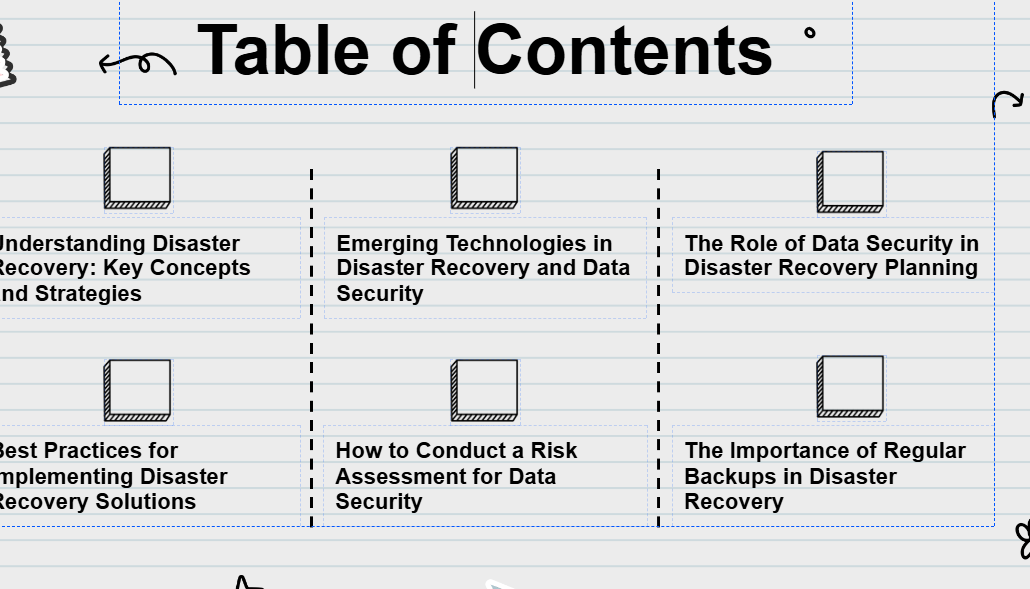 Table of Contents
Understanding Disaster
Recovery: Key Concepts
and Strategies
Emerging Technologies in
Disaster Recovery and Data
Security
The Role of Data Security in
Disaster Recovery Planning
Best Practices for
Implementing Disaster
Recovery Solutions
How to Conduct a Risk
Assessment for Data
Security
The Importance of Regular
Backups in Disaster
Recovery